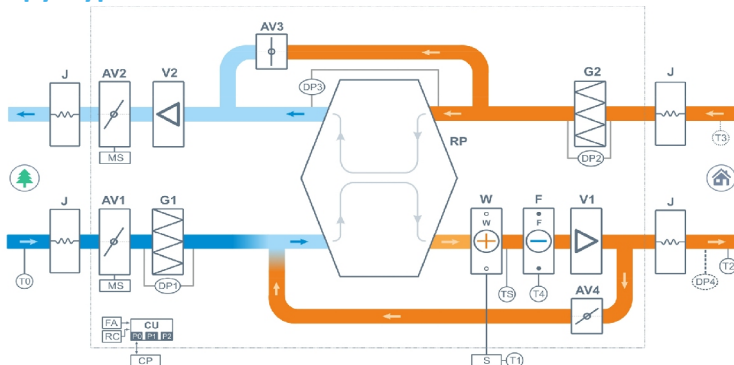 AV3
J
AV2
V2
G2
J
DP3
RP
DP2
T3
MS
J
AV1
G1
W
F
V1
J
W
F
MS
DP1
T0
TS
T4
DP4
T2
AV4
FA
CU
RC
P0 P1 P2
CP
S
T1